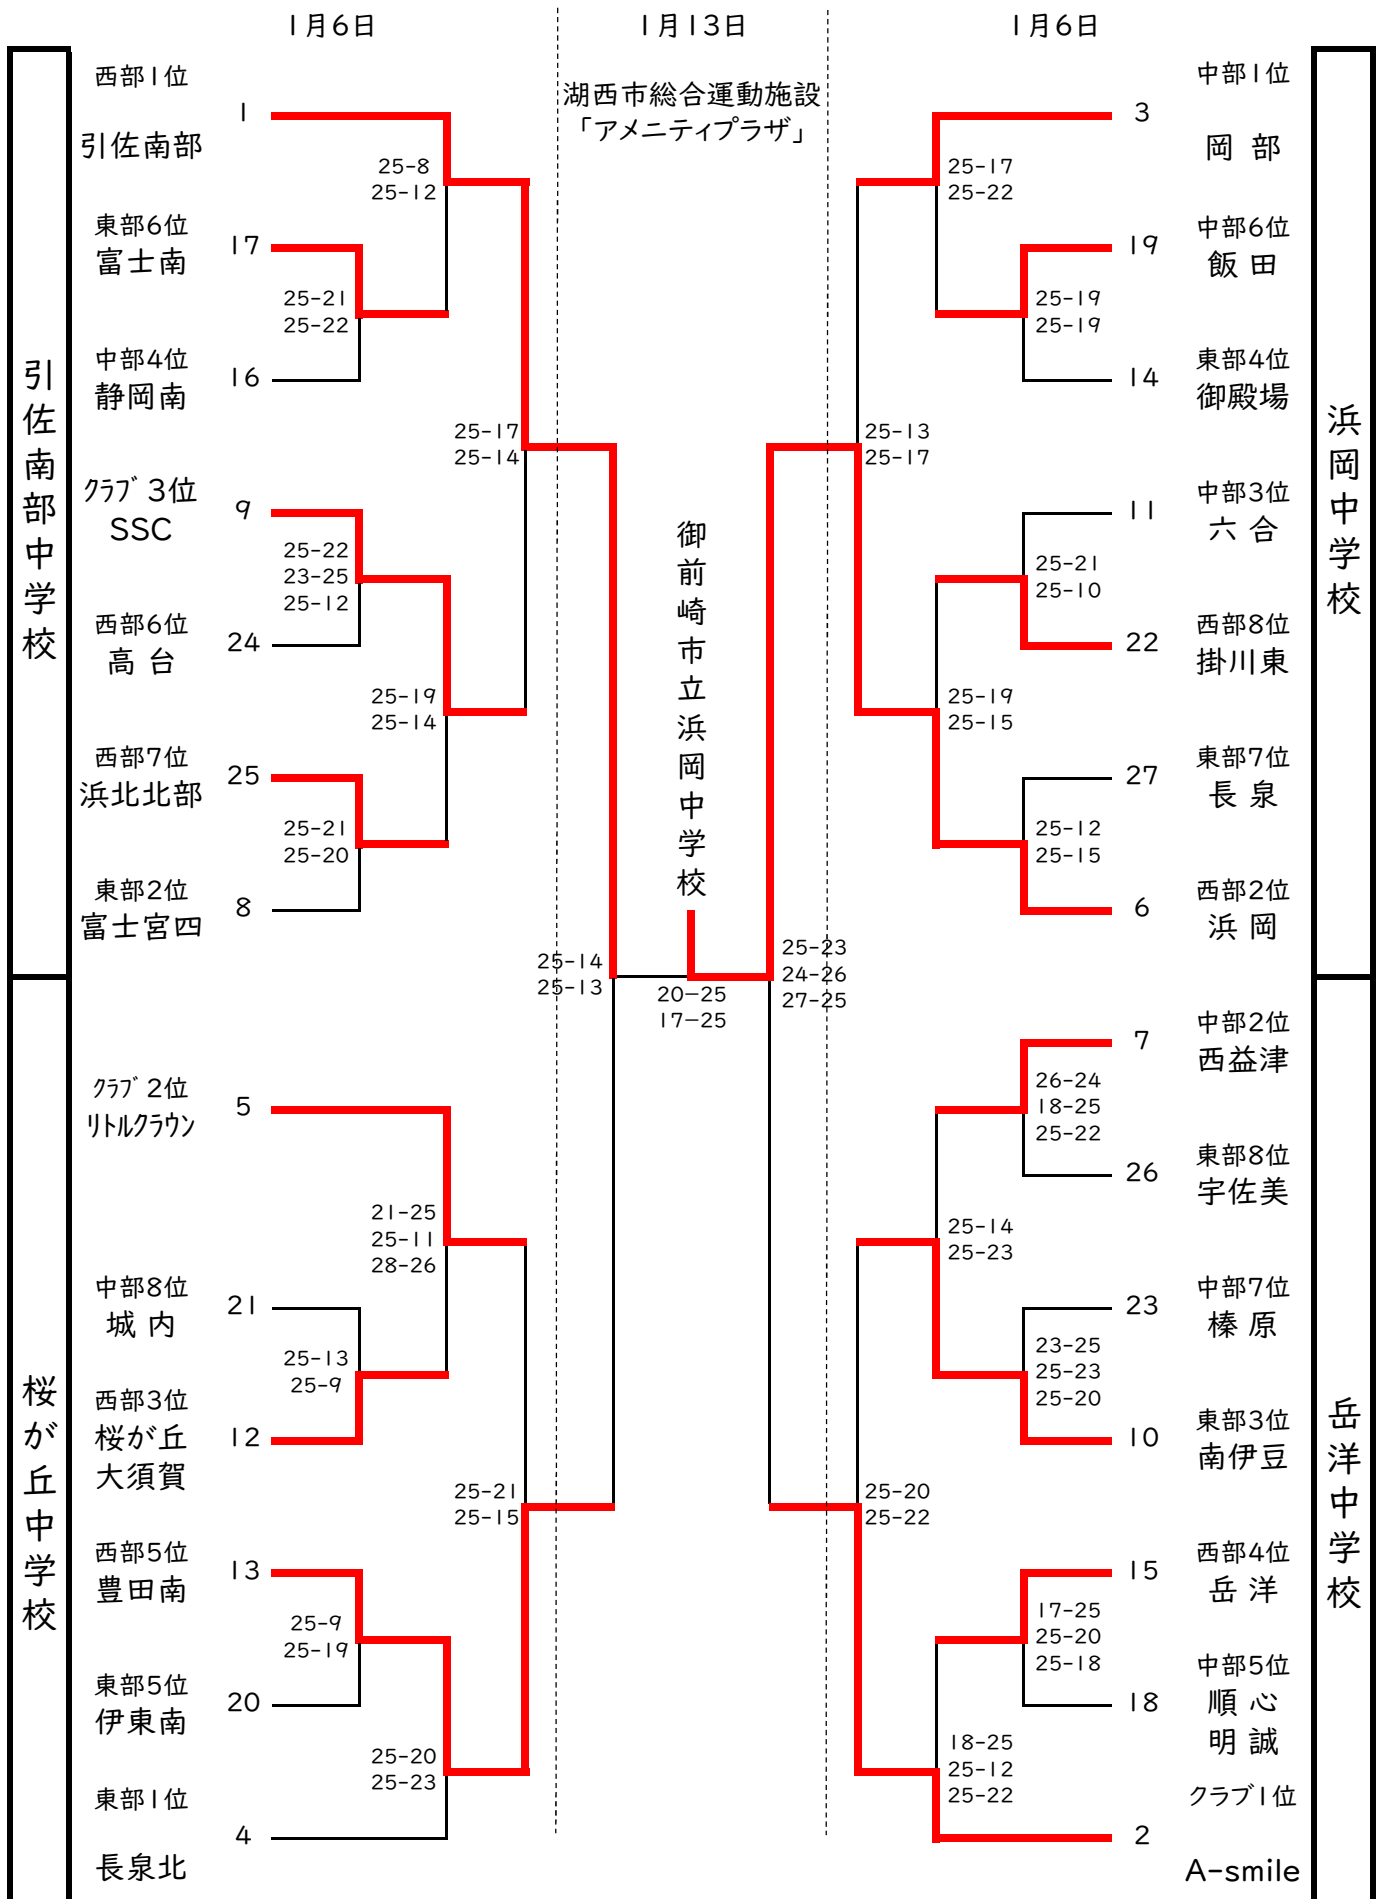 1月6日
1月13日
1月6日
湖西市総合運動施設
「アメニティプラザ」
引佐南部中学校
西部1位
1
引佐南部
25-8
25-12
東部6位
17
富士南
25-21
25-22
中部4位
16
静岡南
25-17
25-14
クラブ 3位
9
SSC
25-22
23-25
25-12
西部6位
24
高台
25-19
25-14
西部7位
25
浜北北部
25-21
25-20
東部2位
8
富士宮四
25-14
25-13
桜が丘中学校
クラブ 2位
5
リトルクラウン
21-25
25-11
28-26
中部8位
21
城内
25-13
25-9
西部3位
12
桜が丘
大須賀
25-21
25-15
西部5位
13
豊田南
25-9
25-19
東部5位
20
伊東南
25-20
25-23
東部1位
4
長泉北
御前崎市立浜岡中学校
20-25
17-25
25-23
24-26
27-25
浜岡中学校
中部1位
3
岡部
25-17
25-22
中部6位
19
飯田
25-19
25-19
東部4位
14
御殿場
25-13
25-17
中部3位
11
六合
25-21
25-10
西部8位
22
掛川東
25-19
25-15
東部7位
27
長泉
25-12
25-15
西部2位
6
浜岡
岳洋中学校
中部2位
7
西益津
26-24
18-25
25-22
東部8位
26
宇佐美
25-14
25-23
中部7位
23
榛原
23-25
25-23
25-20
東部3位
10
南伊豆
25-20
25-22
西部4位
15
岳洋
17-25
25-20
25-18
中部5位
18
順心
明誠
18-25
25-12
25-22
クラブ1位
2
A-smile